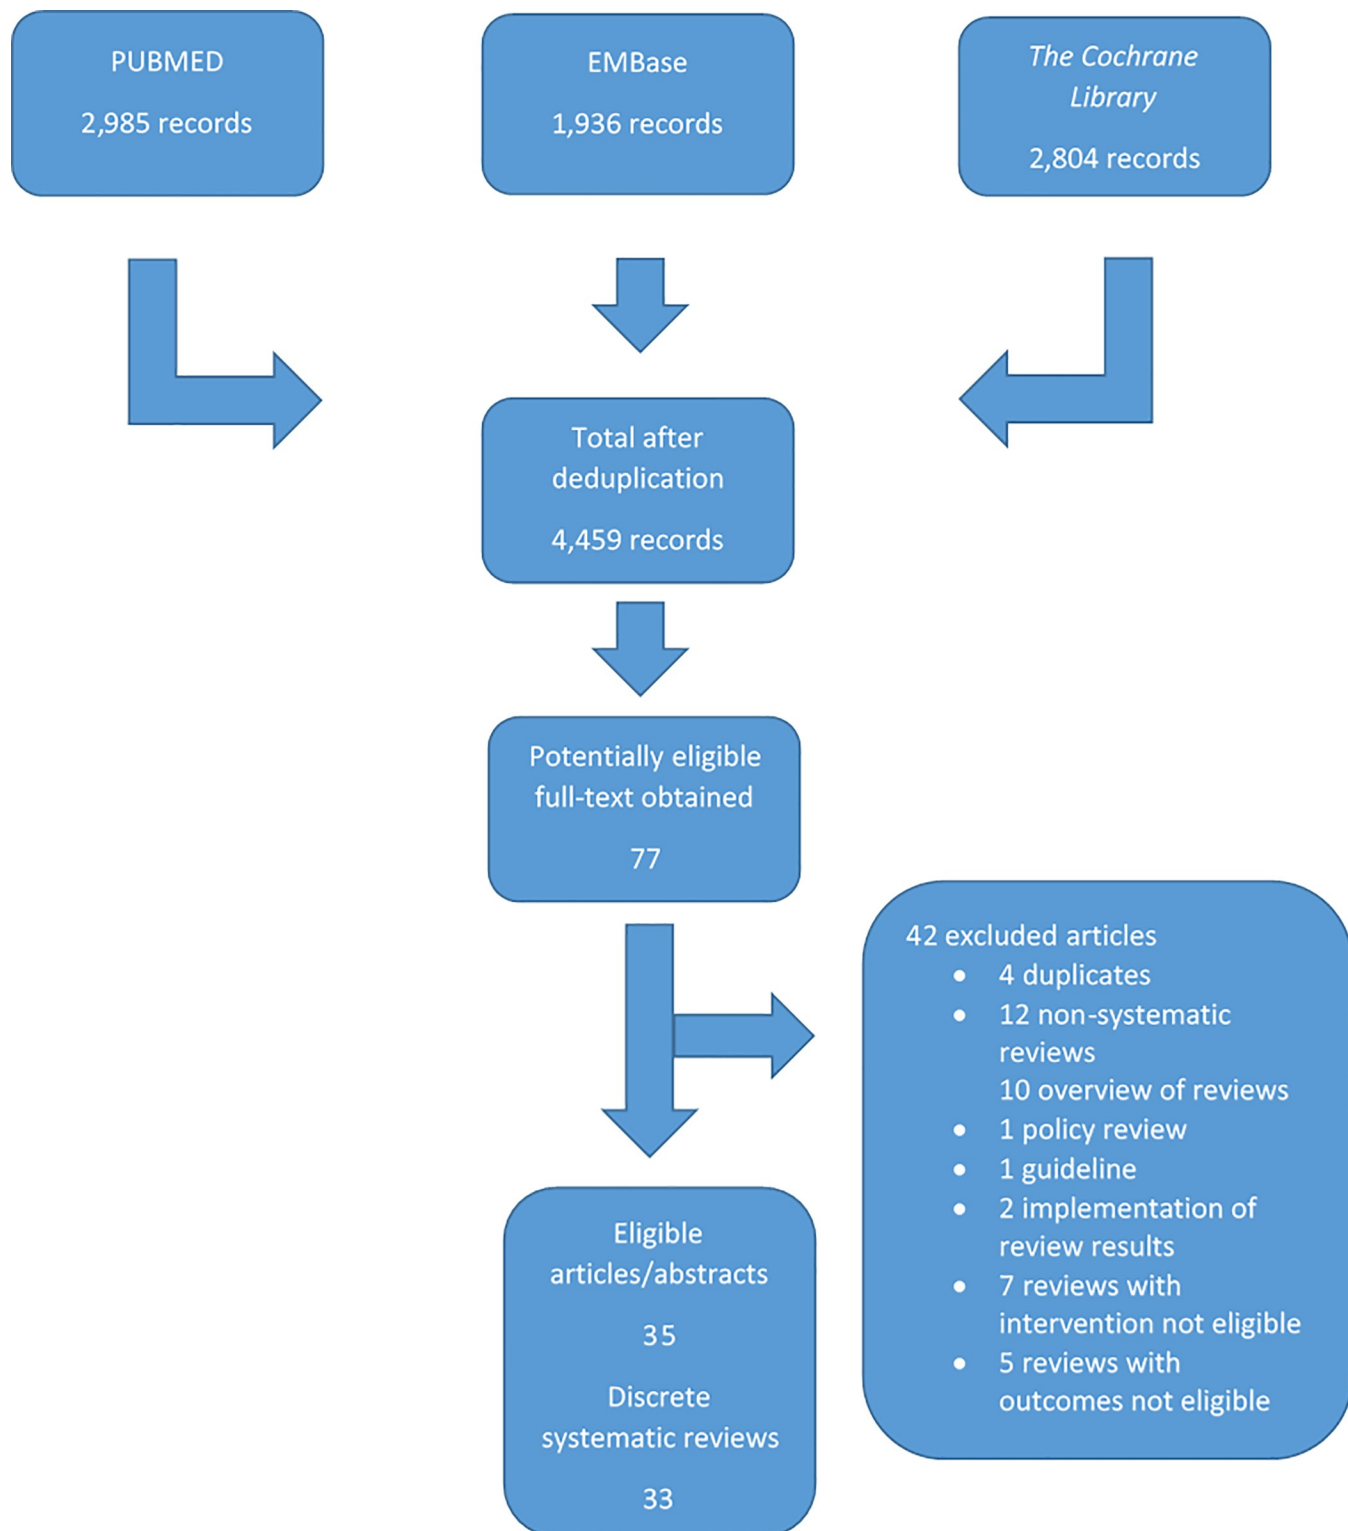 PUBMED
2,985 records
EMBase
1,936 records
The Cochrane
Library
2,804 records
Total after
deduplication
4,459 records
Potentially eligible
full-text obtained
77
42 excluded articles
• 4 duplicates
• 12 non-systematic
reviews
10 overview of reviews
• 1 policy review
• 1 guideline
• 2 implementation of
review results
• 7 reviews with
intervention not eligible
• 5 reviews with
outcomes not eligible
Eligible
articles/abstracts
35
Discrete
systematic reviews
33